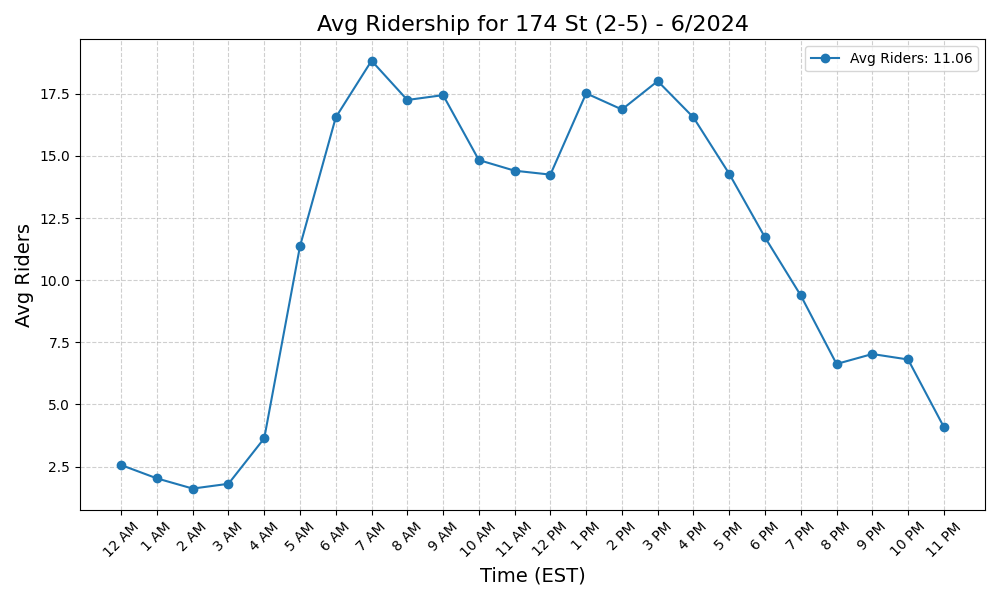 Avg Ridership for 174 St (2-5) - 6/2024
Avg Riders: 11.06
Avg Riders
17.5
15.0
12.5
10.0
7.5
5.0
2.5
12 AM
1 AM
2 AM
3 AM
4 AM
5 AM
6 AM
7 AM
8 AM
9 AM
10 AM
11 AM
12 PM
1 PM
2 PM
3 PM
4 PM
5 PM
6 PM
7 PM
8 PM
9 PM
10 PM
11 PM
Time (EST)